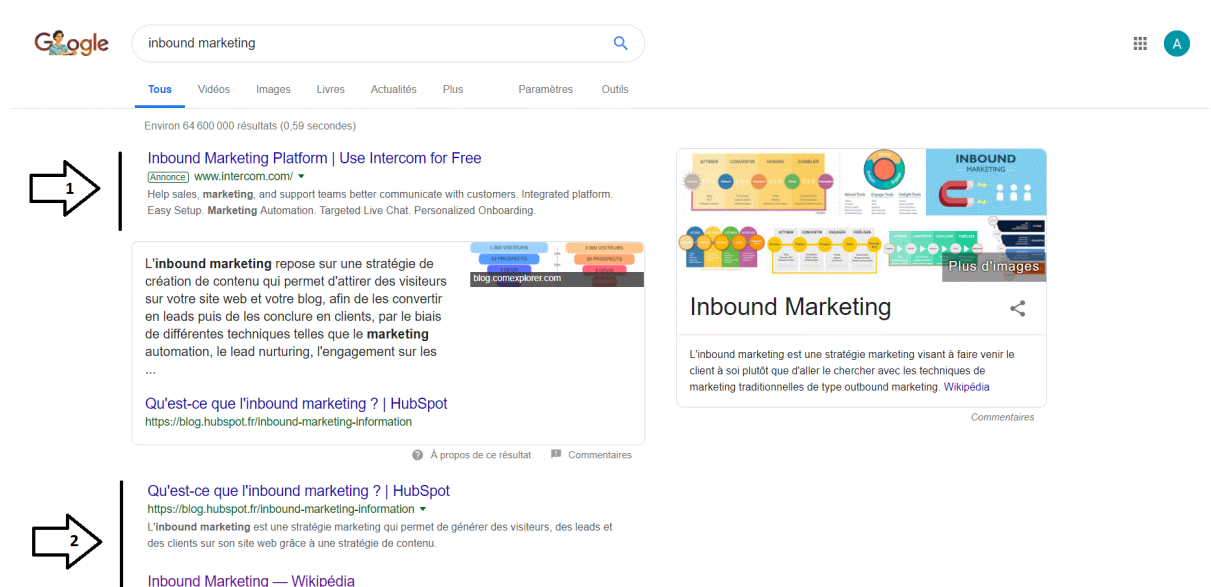 Google
inbound marketing
A
Tous Vidéos Images Livres Actualités Plus Paramètres Outils
Environ 64 600 000 résultats (0,59 secondes)
1
Inbound Marketing Platform | Use Intercom for Free
Annonce www.intercom.com/
Help sales, marketing, and support teams better communicate with customers. Integrated platform.
Easy Setup. Marketing Automation. Targeted Live Chat. Personalized Onboarding.
L'inbound marketing repose sur une stratégie de
création de contenu qui permet d'attirer des visiteurs
sur votre site web et votre blog, afin de les convertir
en leads puis de les conclure en clients, par le biais
de différentes techniques telles que le marketing
automation, le lead nurturing, l'engagement sur les
...
blog.comexplorer.com
Qu'est-ce que l'inbound marketing ? | HubSpot
https://blog.hubspot.fr/inbound-marketing-information
À propos de ce résultat Commentaires
2
Qu'est-ce que l'inbound marketing ? | HubSpot
https://blog.hubspot.fr/inbound-marketing-information
L'inbound marketing est une stratégie marketing qui permet de générer des visiteurs, des leads et
des clients sur son site web grâce à une stratégie de contenu.
Inbound Marketing — Wikipédia
ATTIRER CONVERTIR VENDRE COMBLER
INBOUND
MARKETING
Plus d'images
Inbound Marketing
L'inbound marketing est une stratégie marketing visant à faire venir le
client à soi plutôt que d'aller le chercher avec les techniques de
marketing traditionnelles de type outbound marketing. Wikipédia
Commentaires